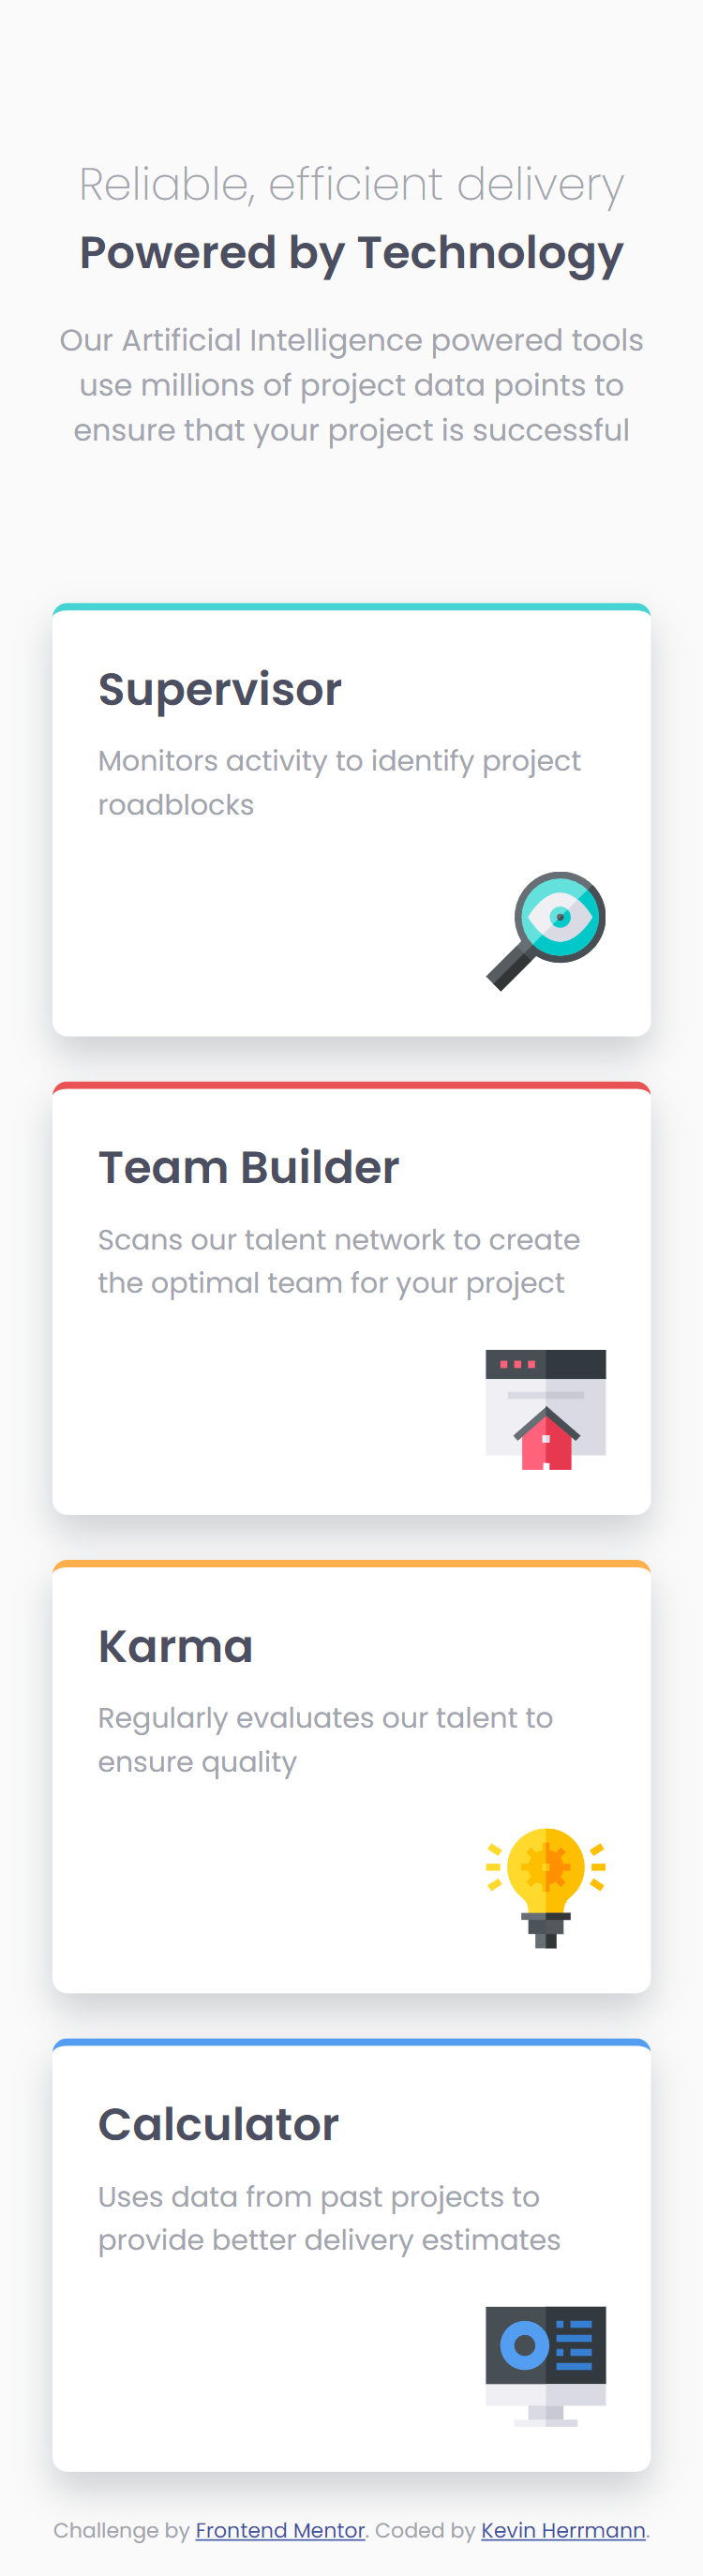 Reliable, efficient delivery
Powered by Technology
Our Artificial Intelligence powered tools
use millions of project data points to
ensure that your project is successful
Supervisor
Monitors activity to identify project
roadblocks
Team Builder
Scans our talent network to create
the optimal team for your project
Karma
Regularly evaluates our talent to
ensure quality
Calculator
Uses data from past projects to
provide better delivery estimates
Challenge by Frontend Mentor. Coded by Kevin Herrmann.